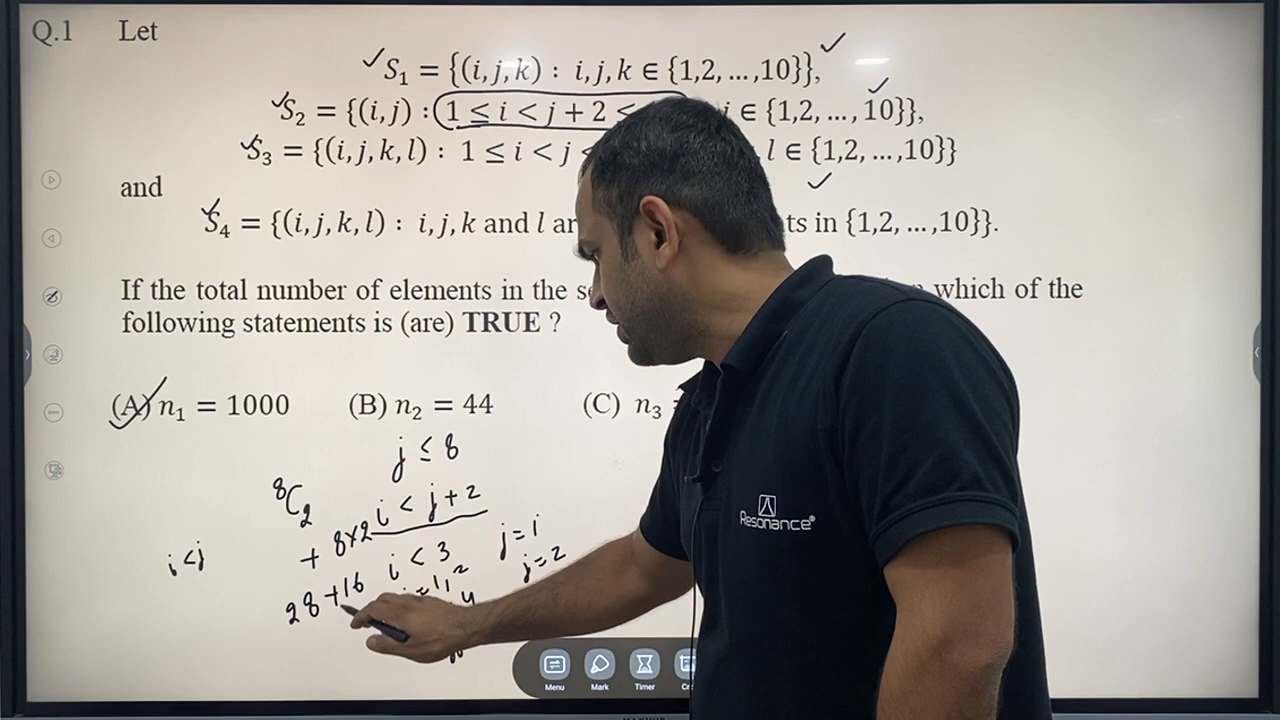 Q.1 Let
✓S₁ = {(i, j, k) : i, j, k ∈ {1,2, ... ,10}}, ✓
✓S₂ = {(i, j) : 1 ≤ i < j + 2 ≤ j ∈ {1,2, ... , 10}}, ✓
✓S₃ = {(i, j, k, l) : 1 ≤ i < j < l ∈ {1,2, ... ,10}}
and ✓
✓S₄ = {(i, j, k, l) : i, j, k and l in {1,2, ... ,10}}.
If the total number of elements in the which of the
following statements is (are) TRUE ?
(A) ✓ n₁ = 1000 (B) n₂ = 44 (C) n₃
j ≤ 8
⁸C₂ i < j + 2
+ 8×2
i < j i < 3 j = 1
28 + 16 j = 2
Resonance®
Menu Mark Timer